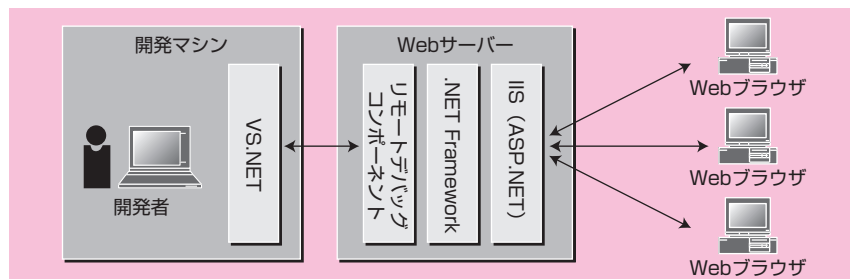 開発マシン
開発者
VS.NET
Webサーバー
リモートデバッグ
コンポーネント
.NET Framework
IIS（ASP.NET）
Webブラウザ
Webブラウザ
Webブラウザ